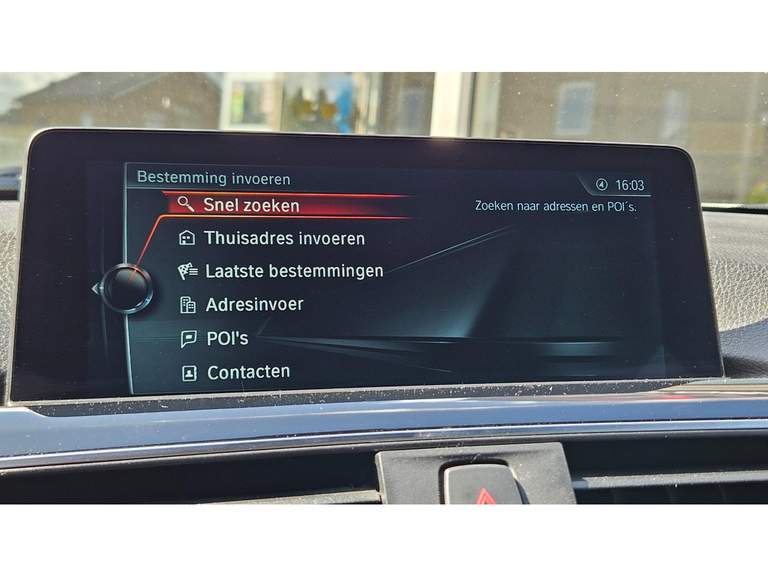 Bestemming invoeren
16:03
Snel zoeken
Zoeken naar adressen en POI´s.
Thuisadres invoeren
Laatste bestemmingen
Adresinvoer
POI's
Contacten